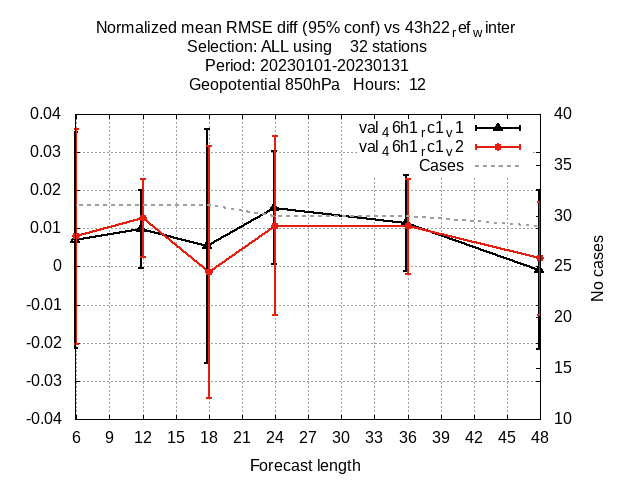 Normalized mean RMSE diff (95% conf) vs 43h22refwinter
Selection: ALL using    32 stations
Period: 20230101-20230131
Geopotential 850hPa   Hours:  12
val46h1rc1v1
val46h1rc1v2
Cases
0.04
0.03
0.02
0.01
0
-0.01
-0.02
-0.03
-0.04
40
35
30
25
20
15
10
No cases
6 9 12 15 18 21 24 27 30 33 36 39 42 45 48
Forecast length